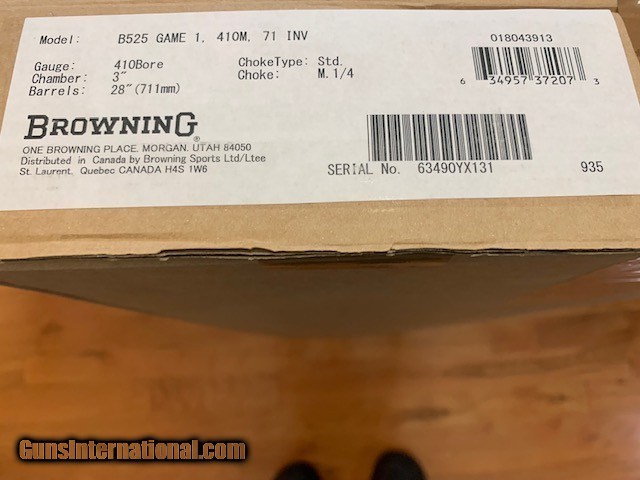 Model: B525 GAME 1, 410M, 71 INV
018043913
Gauge: 410Bore
ChokeType: Std.
Chamber: 3"
Choke: M.1/4
Barrels: 28"(711mm)
6 34957 37207 3
BROWNING®
ONE BROWNING PLACE, MORGAN, UTAH 84050
Distributed in Canada by Browning Sports Ltd/Ltee
St. Laurent, Quebec CANADA H4S 1W6
SERIAL No. 63490YX131
935
GunsInternational.com